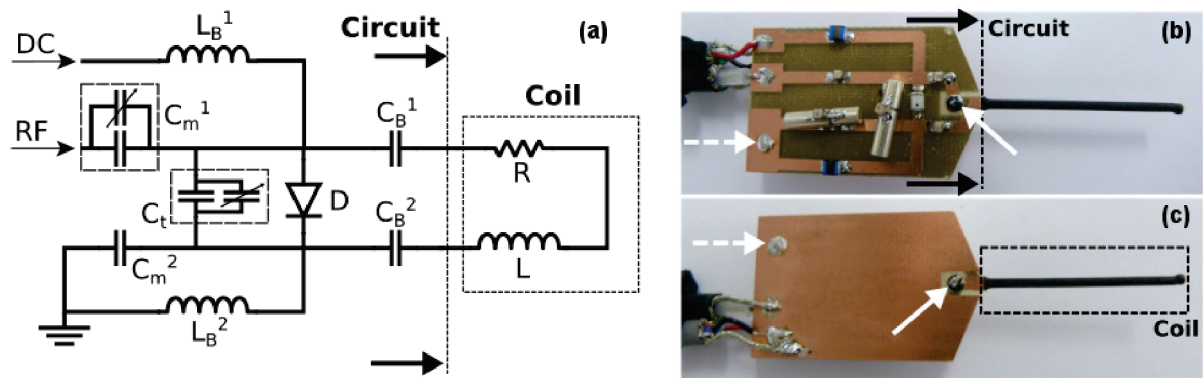 DC
L_B^1
Circuit
(a)
C_m^1
RF
C_B^1
Coil
R
C_t
D
C_B^2
C_m^2
L
L_B^2
(b)
Circuit
(c)
Coil